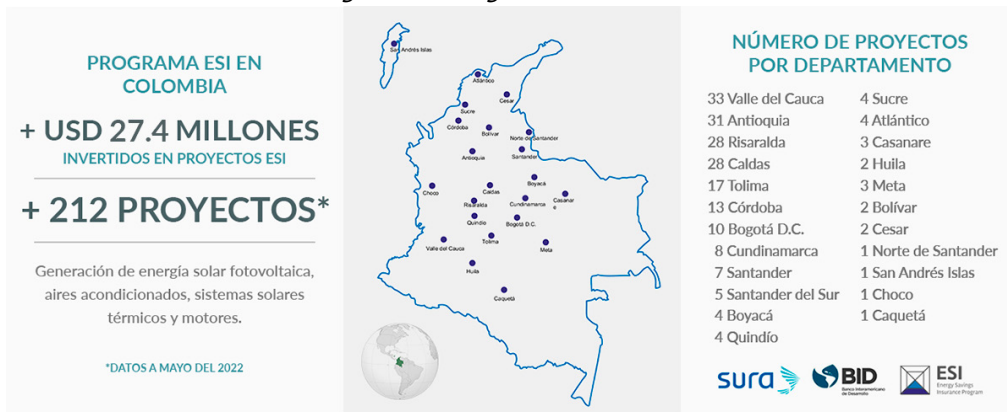 PROGRAMA ESI EN
COLOMBIA
+ USD 27.4 MILLONES
INVERTIDOS EN PROYECTOS ESI
+ 212 PROYECTOS*
Generación de energía solar fotovoltaica,
aires acondicionados, sistemas solares
térmicos y motores.
*DATOS A MAYO DEL 2022
San Andrés Islas
Atlántico
Cesar
Sucre
Córdoba
Bolívar
Norte de Santander
Antioquia
Santander
Boyacá
Choco
Caldas
Casanar
e
Risaralda
Cundinamarca
Quindío
Bogotá D.C.
Valle del Cauca
Tolima
Meta
Huila
Caquetá
NÚMERO DE PROYECTOS
POR DEPARTAMENTO
33 Valle del Cauca
31 Antioquia
28 Risaralda
28 Caldas
17 Tolima
13 Córdoba
10 Bogotá D.C.
8 Cundinamarca
7 Santander
5 Santander del Sur
4 Boyacá
4 Quindío
4 Sucre
4 Atlántico
3 Casanare
2 Huila
3 Meta
2 Bolívar
2 Cesar
1 Norte de Santander
1 San Andrés Islas
1 Choco
1 Caquetá
sura
BID
Banco Interamericano
de Desarrollo
ESI
Energy Savings
Insurance Program